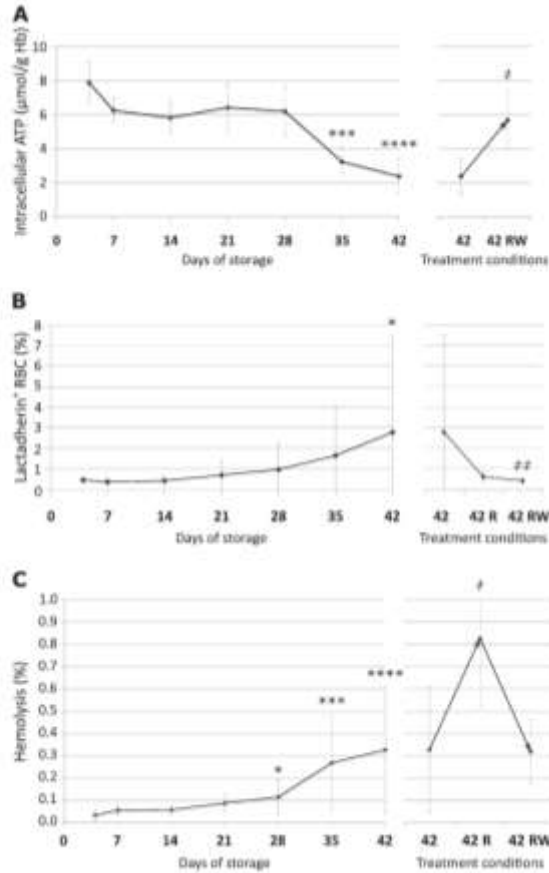 A
Intracellular ATP (µmol/g Hb)
10
8
6
4
2
0
***
****
#
0 7 14 21 28 35 42
42 42 RW
Days of storage
Treatment conditions
B
Lactadherin⁺ RBC (%)
8
7
6
5
4
3
2
1
0
*
##
0 7 14 21 28 35 42
42 42 R 42 RW
Days of storage
Treatment conditions
C
Hemolysis (%)
1.0
0.9
0.8
0.7
0.6
0.5
0.4
0.3
0.2
0.1
0.0
*
***
****
#
0 7 14 21 28 35 42
42 42 R 42 RW
Days of storage
Treatment conditions